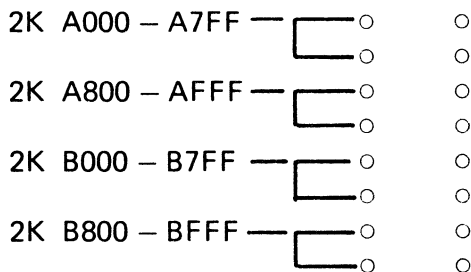 2K A000 – A7FF
2K A800 – AFFF
2K B000 – B7FF
2K B800 – BFFF